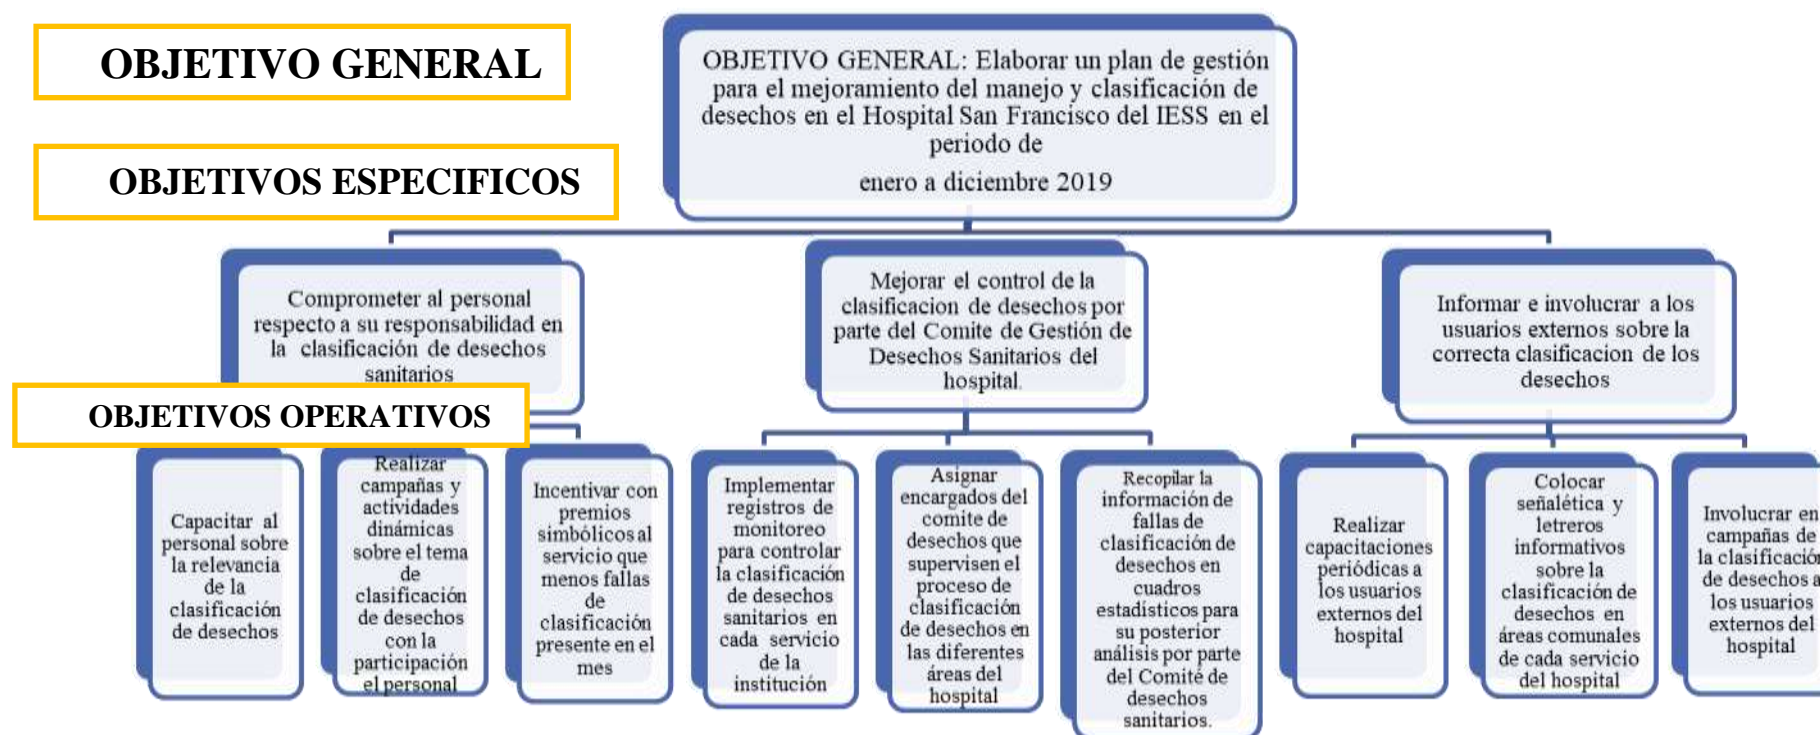 OBJETIVO GENERAL
OBJETIVO GENERAL: Elaborar un plan de gestión
para el mejoramiento del manejo y clasificación de
desechos en el Hospital San Francisco del IESS en el
periodo de
enero a diciembre 2019
OBJETIVOS ESPECIFICOS
Comprometer al personal
respecto a su responsabilidad en
la clasificación de desechos
sanitarios
Mejorar el control de la
clasificacion de desechos por
parte del Comite de Gestión de
Desechos Sanitarios del
hospital.
Informar e involucrar a los
usuarios externos sobre la
correcta clasificacion de los
desechos
OBJETIVOS OPERATIVOS
Capacitar al
personal sobre
la relevancia
de la
clasificación
de desechos
Realizar
campañas y
actividades
dinámicas
sobre el tema
de
clasificación
de desechos
con la
participación
el personal
Incentivar con
premios
simbólicos al
servicio que
menos fallas
de
clasificación
presente en el
mes
Implementar
registros de
monitoreo
para controlar
la clasificación
de desechos
sanitarios en
cada servicio
de la
institución
Asignar
encargados del
comite de
desechos que
supervisen el
proceso de
clasificación
de desechos en
las diferentes
áreas del
hospital
Recopilar la
información de
fallas de
clasificación de
desechos en
cuadros
estadísticos para
su posterior
análisis por parte
del Comité de
desechos
sanitarios.
Realizar
capacitaciones
periódicas a
los usuarios
externos del
hospital
Colocar
señalética y
letreros
informativos
sobre la
clasificación de
desechos en
áreas comunales
de cada servicio
del hospital
Involucrar en
campañas de
la clasificación
de desechos a
los usuarios
externos del
hospital